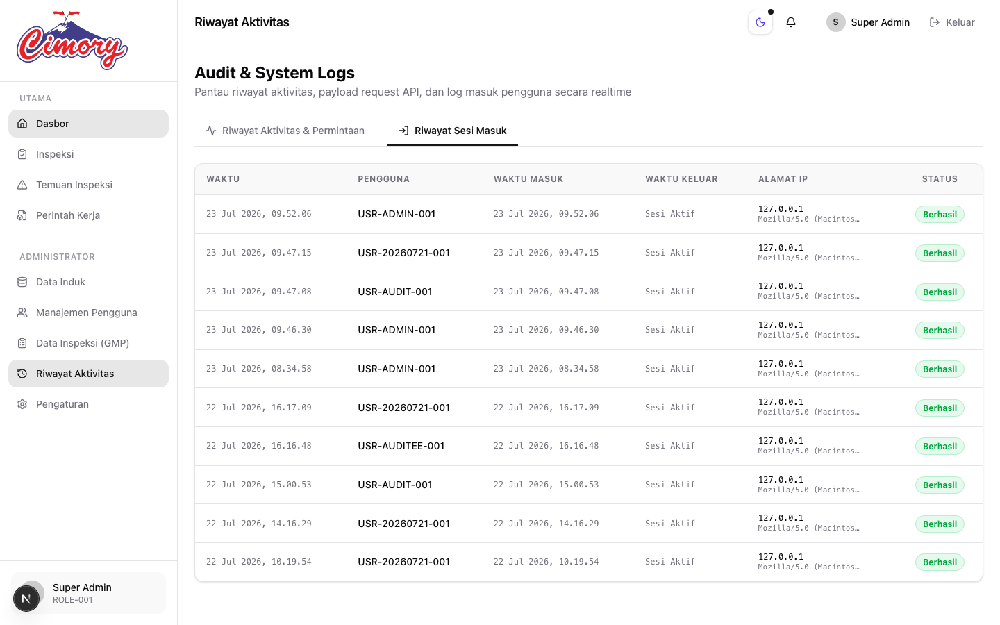 Cimory
Riwayat Aktivitas
S
Super Admin
Keluar
UTAMA
Dasbor
Inspeksi
Temuan Inspeksi
Perintah Kerja
ADMINISTRATOR
Data Induk
Manajemen Pengguna
Data Inspeksi (GMP)
Riwayat Aktivitas
Pengaturan
N
Super Admin
ROLE-001
Audit & System Logs
Pantau riwayat aktivitas, payload request API, dan log masuk pengguna secara realtime
Riwayat Aktivitas & Permintaan
Riwayat Sesi Masuk
WAKTU PENGGUNA WAKTU MASUK WAKTU KELUAR ALAMAT IP STATUS
23 Jul 2026, 09.52.06 USR-ADMIN-001 23 Jul 2026, 09.52.06 Sesi Aktif 127.0.0.1 Berhasil
Mozilla/5.0 (Macintos…
23 Jul 2026, 09.47.15 USR-20260721-001 23 Jul 2026, 09.47.15 Sesi Aktif 127.0.0.1 Berhasil
Mozilla/5.0 (Macintos…
23 Jul 2026, 09.47.08 USR-AUDIT-001 23 Jul 2026, 09.47.08 Sesi Aktif 127.0.0.1 Berhasil
Mozilla/5.0 (Macintos…
23 Jul 2026, 09.46.30 USR-ADMIN-001 23 Jul 2026, 09.46.30 Sesi Aktif 127.0.0.1 Berhasil
Mozilla/5.0 (Macintos…
23 Jul 2026, 08.34.58 USR-ADMIN-001 23 Jul 2026, 08.34.58 Sesi Aktif 127.0.0.1 Berhasil
Mozilla/5.0 (Macintos…
22 Jul 2026, 16.17.09 USR-20260721-001 22 Jul 2026, 16.17.09 Sesi Aktif 127.0.0.1 Berhasil
Mozilla/5.0 (Macintos…
22 Jul 2026, 16.16.48 USR-AUDITEE-001 22 Jul 2026, 16.16.48 Sesi Aktif 127.0.0.1 Berhasil
Mozilla/5.0 (Macintos…
22 Jul 2026, 15.00.53 USR-AUDIT-001 22 Jul 2026, 15.00.53 Sesi Aktif 127.0.0.1 Berhasil
Mozilla/5.0 (Macintos…
22 Jul 2026, 14.16.29 USR-20260721-001 22 Jul 2026, 14.16.29 Sesi Aktif 127.0.0.1 Berhasil
Mozilla/5.0 (Macintos…
22 Jul 2026, 10.19.54 USR-20260721-001 22 Jul 2026, 10.19.54 Sesi Aktif 127.0.0.1 Berhasil
Mozilla/5.0 (Macintos…